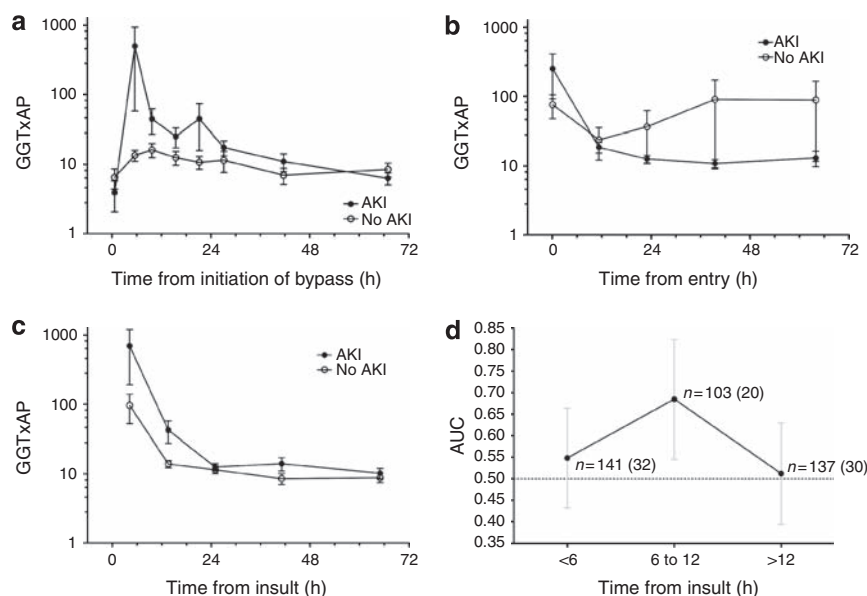 a
1000
100
10
1
GGTxAP
AKI
No AKI
0 24 48 72
Time from initiation of bypass (h)
b
1000
100
10
1
GGTxAP
AKI
No AKI
0 24 48 72
Time from entry (h)
c
1000
100
10
1
GGTxAP
AKI
No AKI
0 24 48 72
Time from insult (h)
d
0.85
0.80
0.75
0.70
0.65
0.60
0.55
0.50
0.45
0.40
0.35
AUC
n=141 (32)
n=103 (20)
n=137 (30)
<6 6 to 12 >12
Time from insult (h)